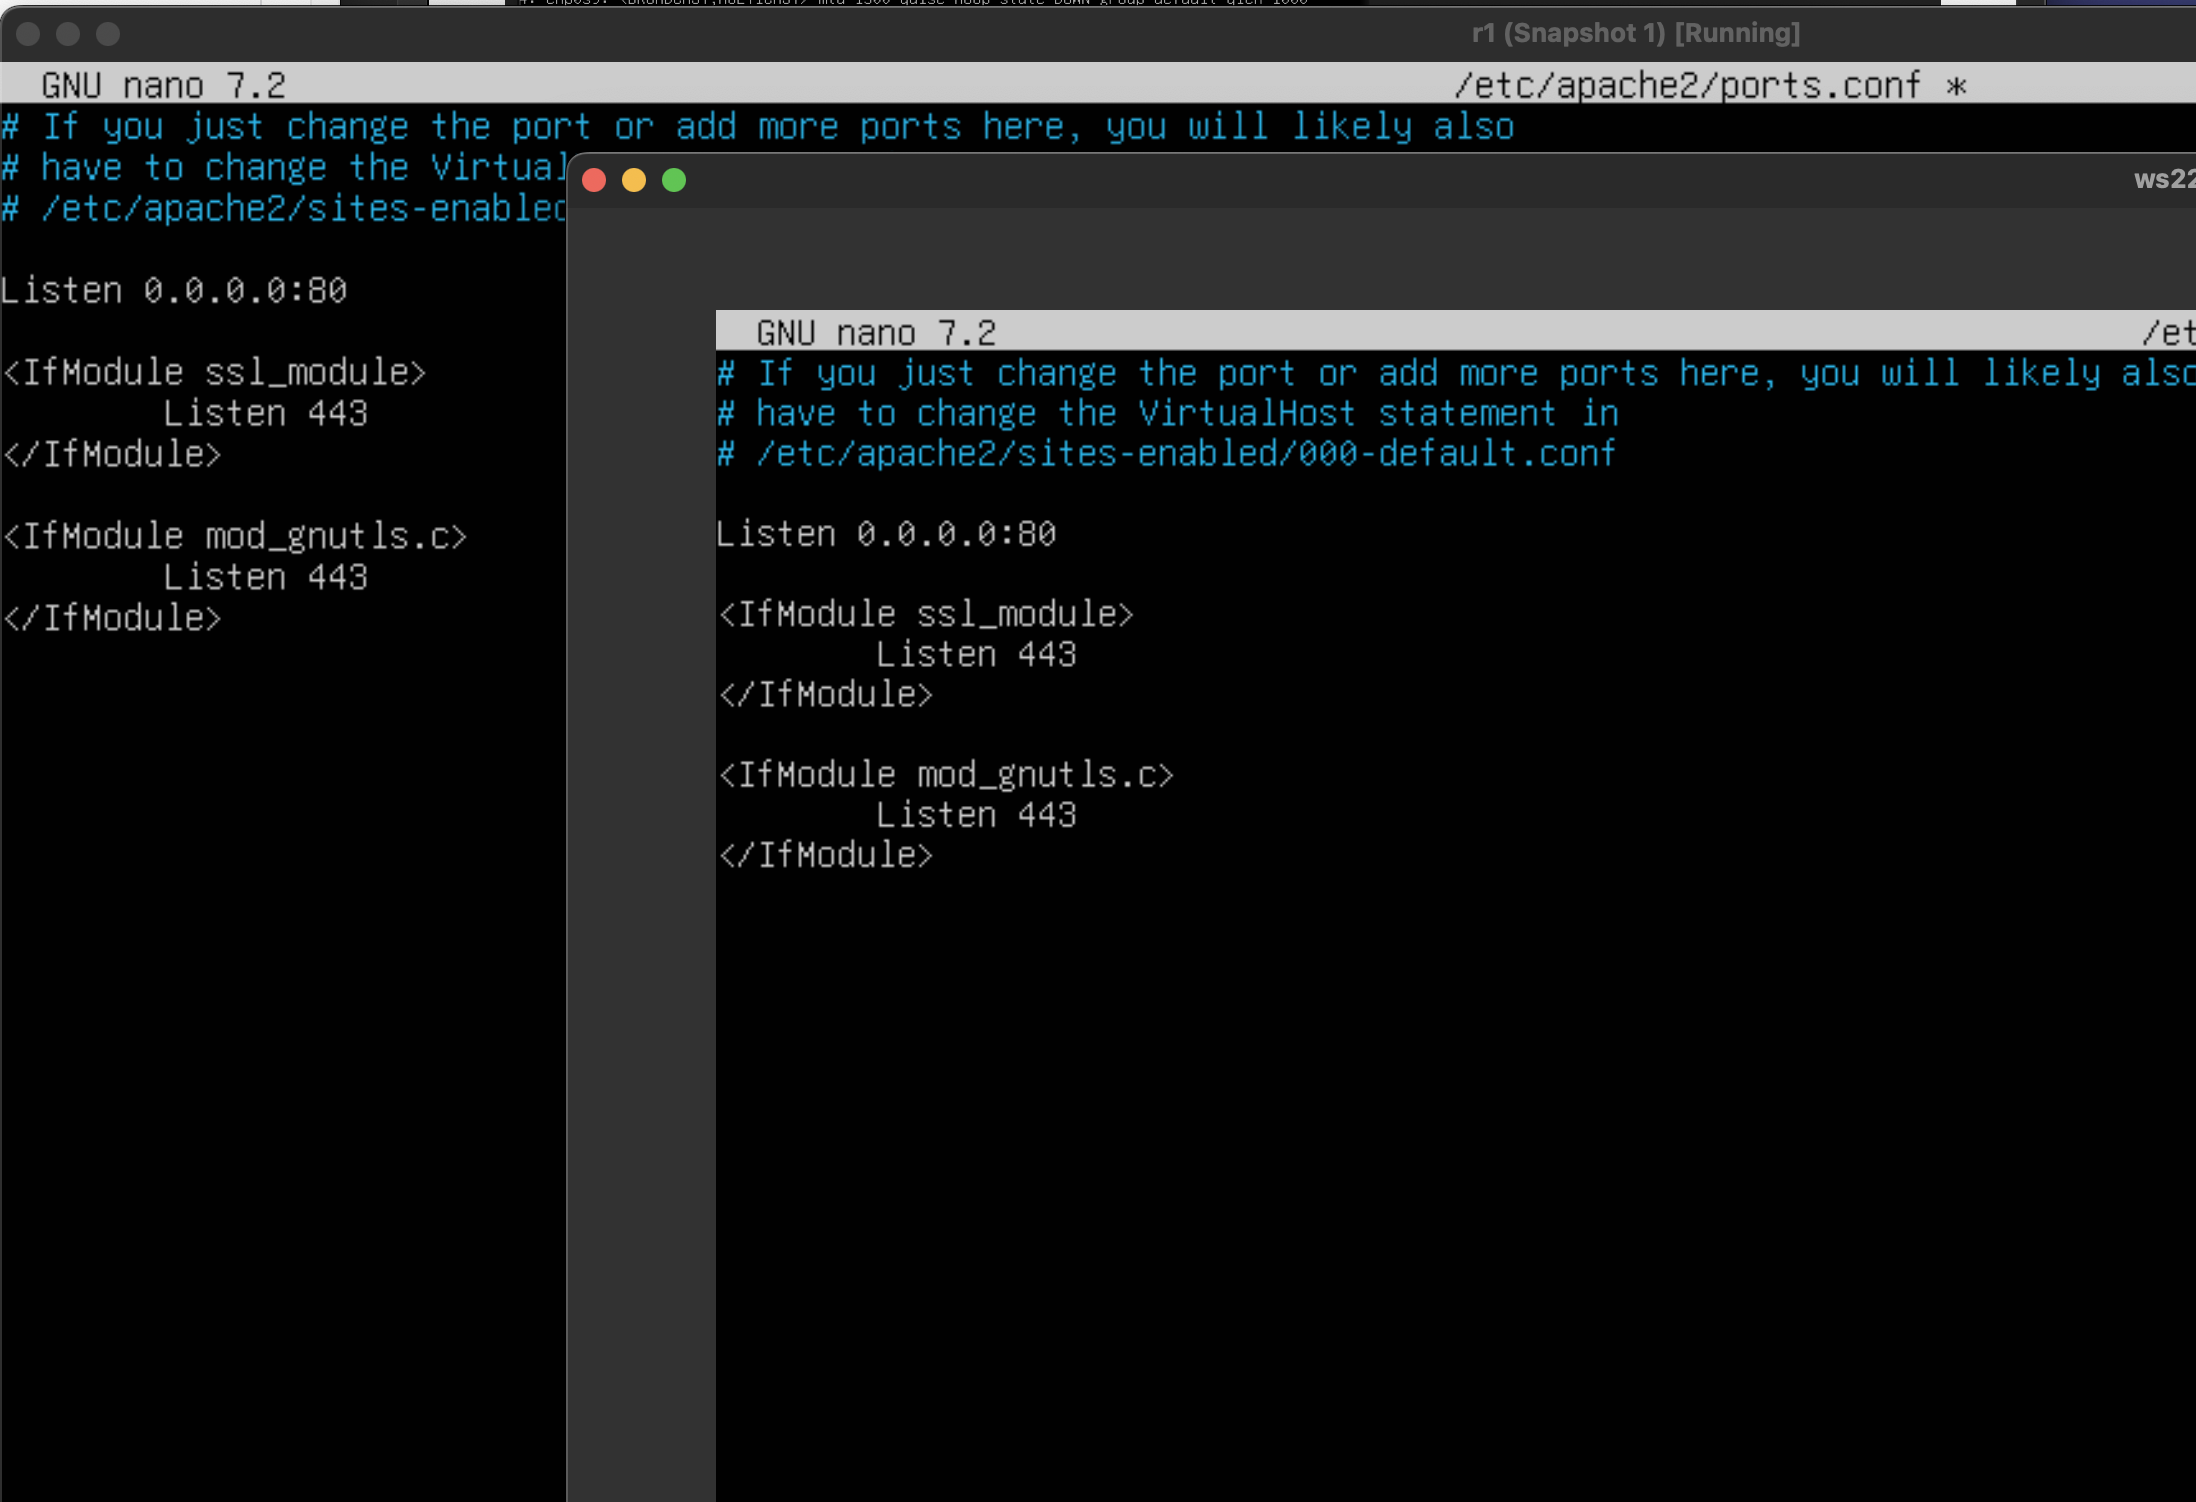 r1 (Snapshot 1) [Running]
GNU nano 7.2 /etc/apache2/ports.conf *
# If you just change the port or add more ports here, you will likely also
# have to change the Virtual
# /etc/apache2/sites-enabled
Listen 0.0.0.0:80
<IfModule ssl_module>
Listen 443
</IfModule>
<IfModule mod_gnutls.c>
Listen 443
</IfModule>
ws22
GNU nano 7.2 /et
# If you just change the port or add more ports here, you will likely also
# have to change the VirtualHost statement in
# /etc/apache2/sites-enabled/000-default.conf
Listen 0.0.0.0:80
<IfModule ssl_module>
Listen 443
</IfModule>
<IfModule mod_gnutls.c>
Listen 443
</IfModule>